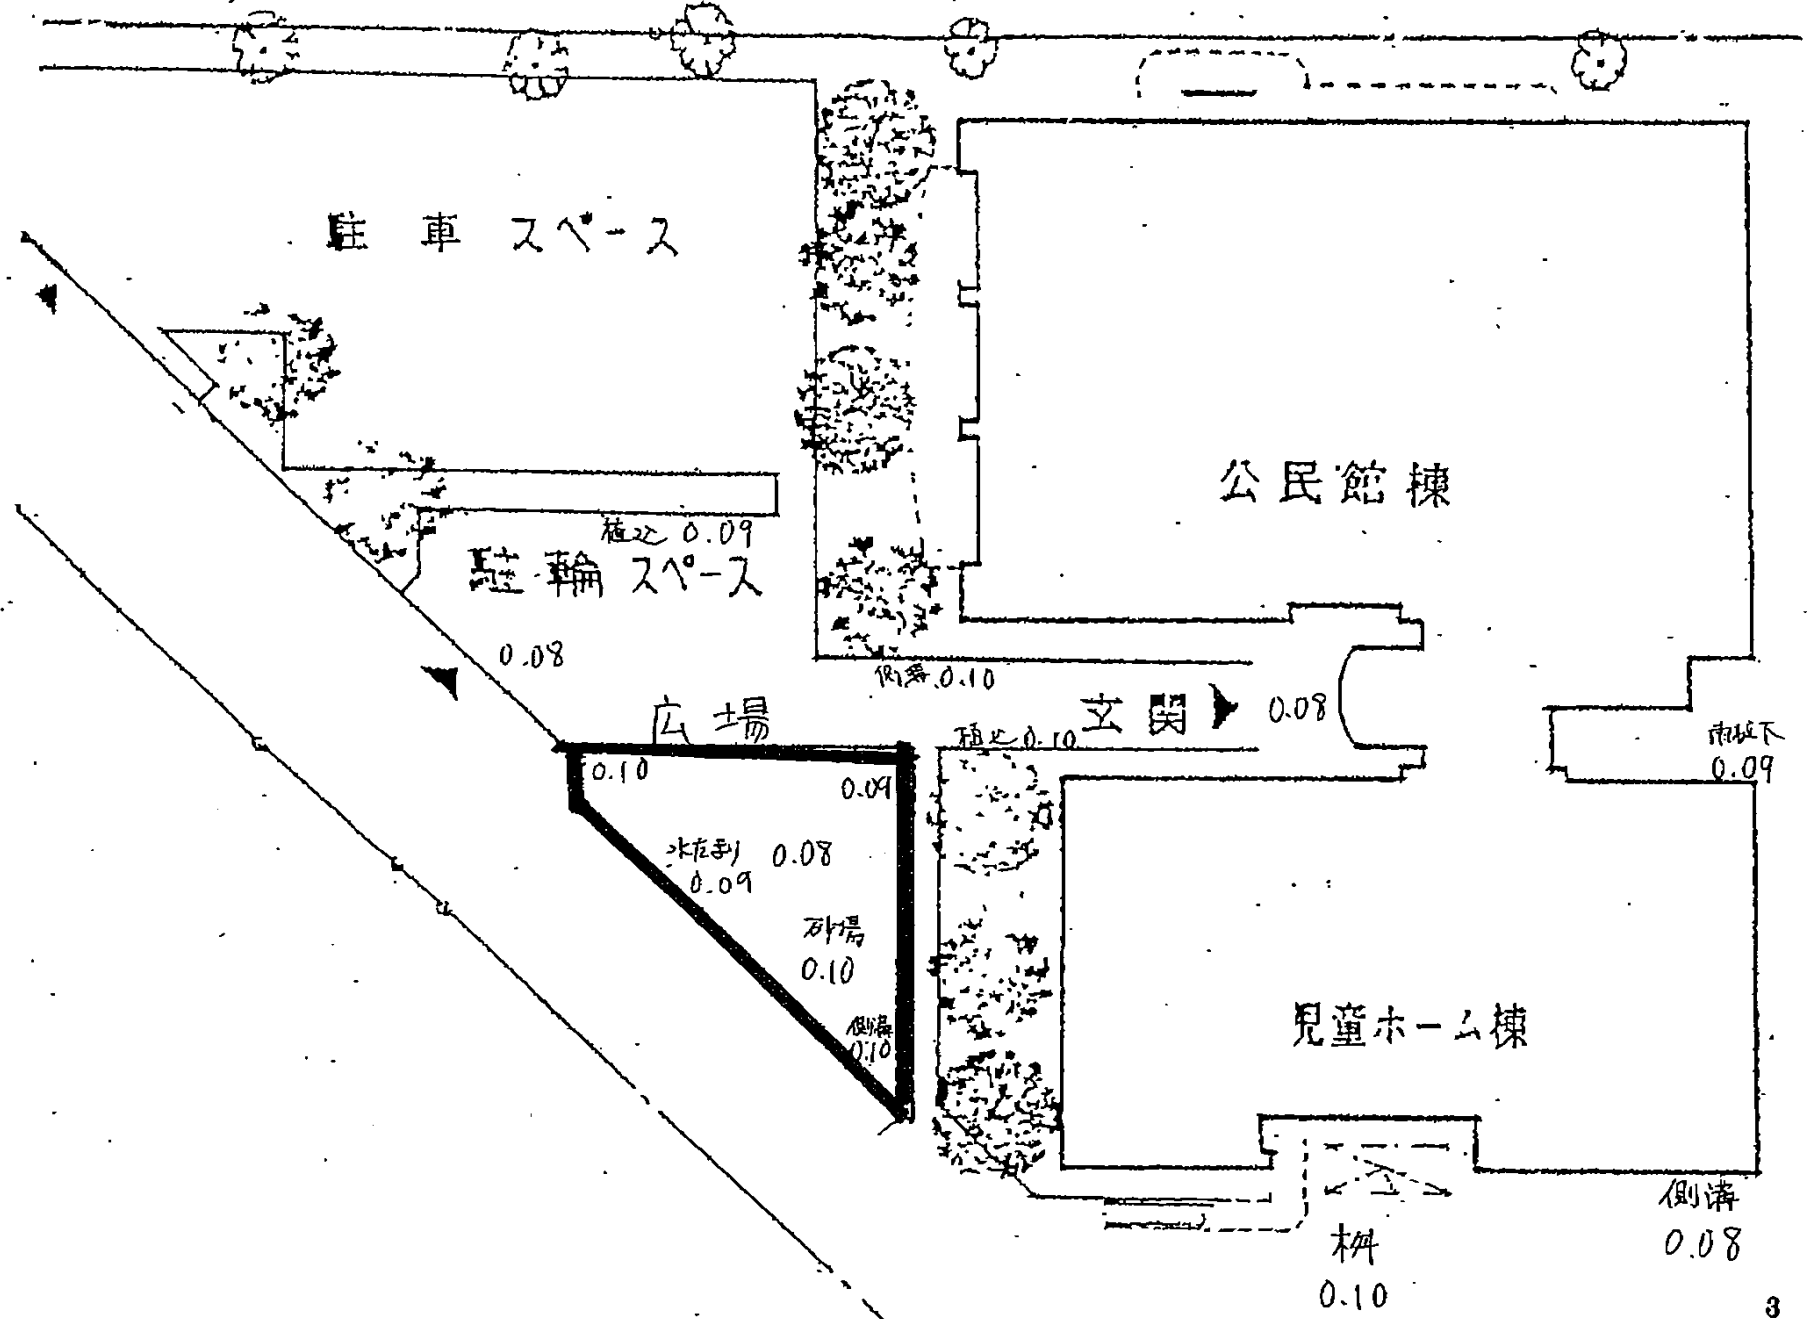 駐車スペース
公民館棟
植込 0.09
駐輪スペース
0.08
側溝 0.10
広場
玄関
0.08
植込 0.10
雨樋下
0.09
0.10
0.09
水たまり
0.09
0.08
砂場
0.10
側溝
0.10
児童ホーム棟
側溝
0.08
桝
0.10
3